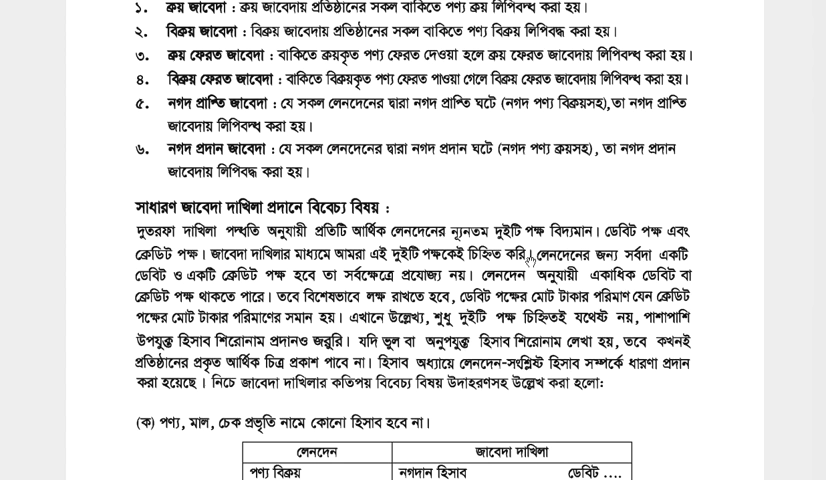 ১. ক্রয় জাবেদা : ক্রয় জাবেদায় প্রতিষ্ঠানের সকল বাকিতে পণ্য ক্রয় লিপিবদ্ধ করা হয়।
২. বিক্রয় জাবেদা : বিক্রয় জাবেদায় প্রতিষ্ঠানের সকল বাকিতে পণ্য বিক্রয় লিপিবদ্ধ করা হয়।
৩. ক্রয় ফেরত জাবেদা : বাকিতে ক্রয়কৃত পণ্য ফেরত দেওয়া হলে ক্রয় ফেরত জাবেদায় লিপিবদ্ধ করা হয়।
৪. বিক্রয় ফেরত জাবেদা : বাকিতে বিক্রয়কৃত পণ্য ফেরত পাওয়া গেলে বিক্রয় ফেরত জাবেদায় লিপিবদ্ধ করা হয়।
৫. নগদ প্রাপ্তি জাবেদা : যে সকল লেনদেনের দ্বারা নগদ প্রাপ্তি ঘটে (নগদ পণ্য বিক্রয়সহ), তা নগদ প্রাপ্তি
জাবেদায় লিপিবদ্ধ করা হয়।
৬. নগদ প্রদান জাবেদা : যে সকল লেনদেনের দ্বারা নগদ প্রদান ঘটে (নগদ পণ্য ক্রয়সহ), তা নগদ প্রদান
জাবেদায় লিপিবদ্ধ করা হয়।
সাধারণ জাবেদা দাখিলা প্রদানে বিবেচ্য বিষয় :
দুতরফা দাখিলা পদ্ধতি অনুযায়ী প্রতিটি আর্থিক লেনদেনের ন্যূনতম দুইটি পক্ষ বিদ্যমান। ডেবিট পক্ষ এবং
ক্রেডিট পক্ষ। জাবেদা দাখিলার মাধ্যমে আমরা এই দুইটি পক্ষকেই চিহ্নিত করি। লেনদেনের জন্য সর্বদা একটি
ডেবিট ও একটি ক্রেডিট পক্ষ হবে তা সর্বক্ষেত্রে প্রযোজ্য নয়। লেনদেন অনুযায়ী একাধিক ডেবিট বা
ক্রেডিট পক্ষ থাকতে পারে। তবে বিশেষভাবে লক্ষ রাখতে হবে, ডেবিট পক্ষের মোট টাকার পরিমাণ যেন ক্রেডিট
পক্ষের মোট টাকার পরিমাণের সমান হয়। এখানে উল্লেখ্য, শুধু দুইটি পক্ষ চিহ্নিতই যথেষ্ট নয়, পাশাপাশি
উপযুক্ত হিসাব শিরোনাম প্রদানও জরুরি। যদি ভুল বা অনুপযুক্ত হিসাব শিরোনাম লেখা হয়, তবে কখনই
প্রতিষ্ঠানের প্রকৃত আর্থিক চিত্র প্রকাশ পাবে না। হিসাব অধ্যায়ে লেনদেন-সংশ্লিষ্ট হিসাব সম্পর্কে ধারণা প্রদান
করা হয়েছে। নিচে জাবেদা দাখিলার কতিপয় বিবেচ্য বিষয় উদাহরণসহ উল্লেখ করা হলো:
(ক) পণ্য, মাল, চেক প্রভৃতি নামে কোনো হিসাব হবে না।
লেনদেন জাবেদা দাখিলা
পণ্য বিক্রয় নগদান হিসাব ডেবিট ....